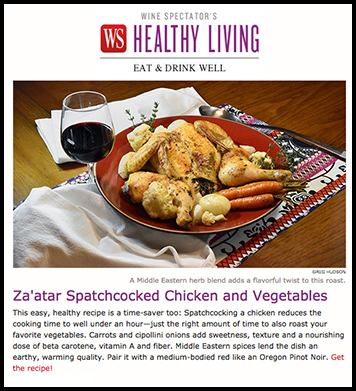 WINE SPECTATOR'S
WS HEALTHY LIVING
EAT & DRINK WELL
GREG HUDSON
A Middle Eastern herb blend adds a flavorful twist to this roast.
Za'atar Spatchcocked Chicken and Vegetables
This easy, healthy recipe is a time-saver too: Spatchcocking a chicken reduces the
cooking time to well under an hour—just the right amount of time to also roast your
favorite vegetables. Carrots and cipollini onions add sweetness, texture and a nourishing
dose of beta carotene, vitamin A and fiber. Middle Eastern spices lend the dish an
earthy, warming quality. Pair it with a medium-bodied red like an Oregon Pinot Noir. Get
the recipe!